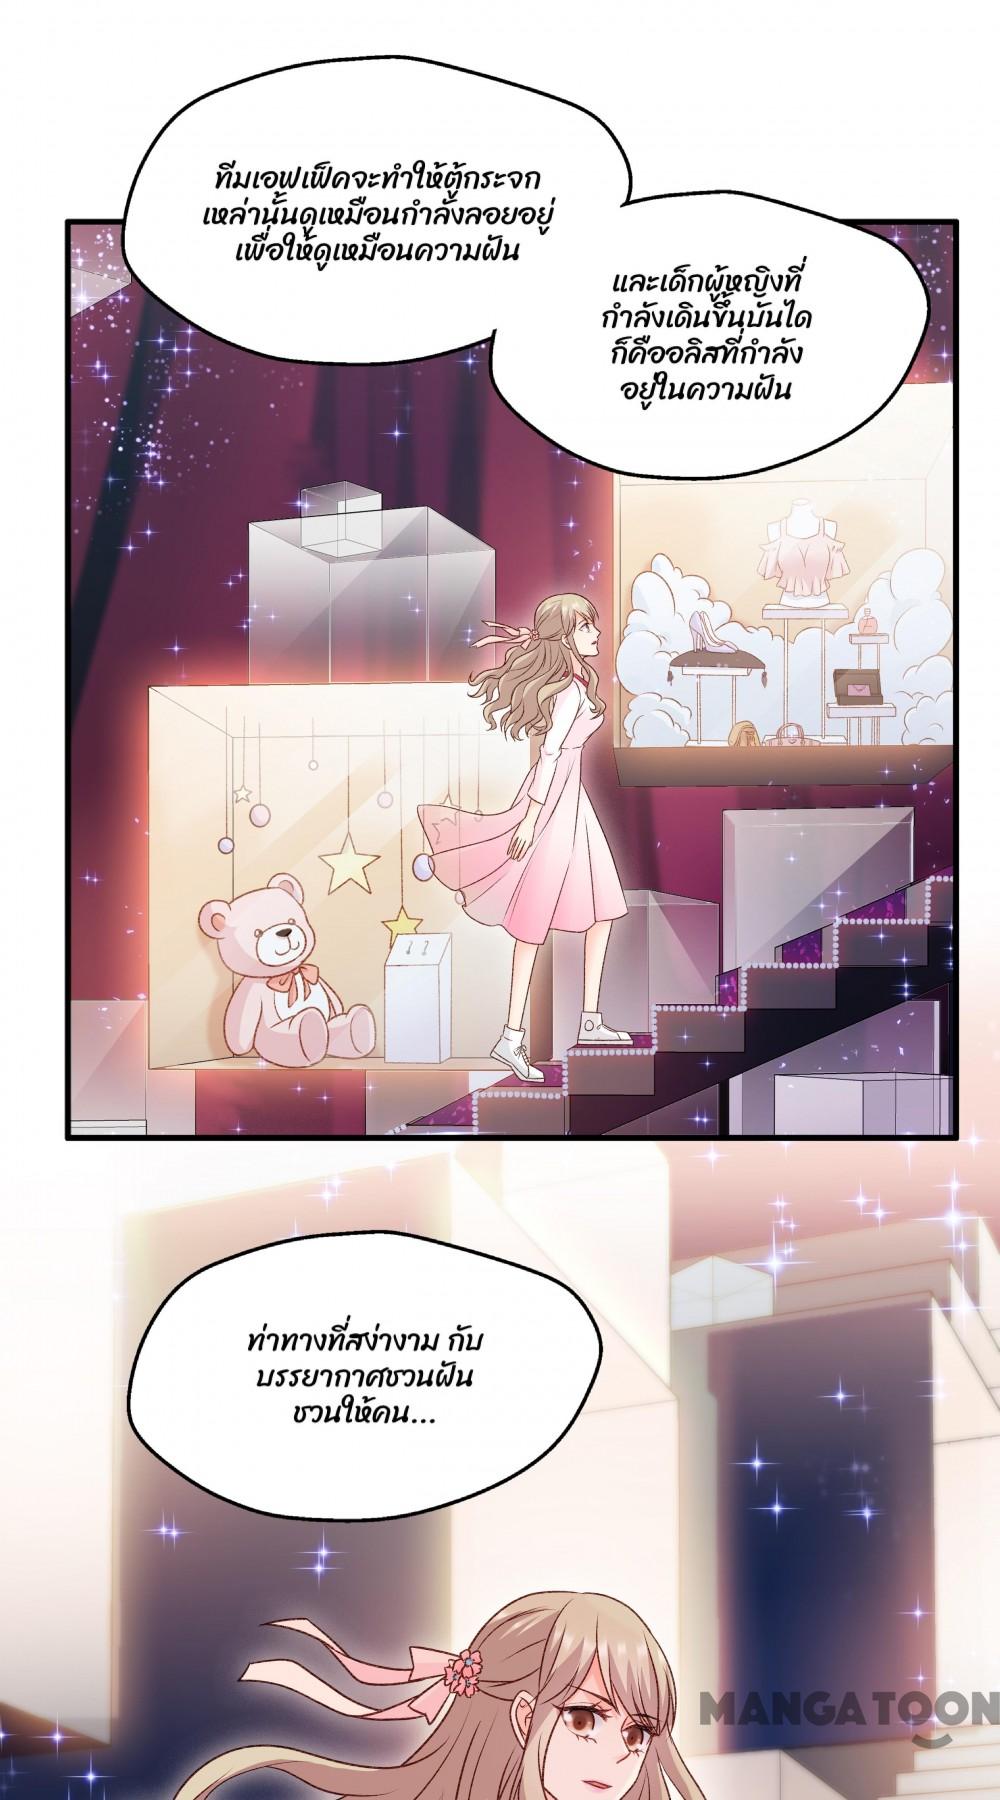 ทีมเอฟเฟ็คจะทำให้ตู้กระจก
เหล่านั้นดูเหมือนกำลังลอยอยู่
เพื่อให้ดูเหมือนความฝัน
และเด็กผู้หญิงที่
กำลังเดินขึ้นบันได
ก็คืออลิสที่กำลัง
อยู่ในความฝัน
ท่าทางที่สง่างาม กับ
บรรยากาศชวนฝัน
ชวนให้คน...
MANGATOON